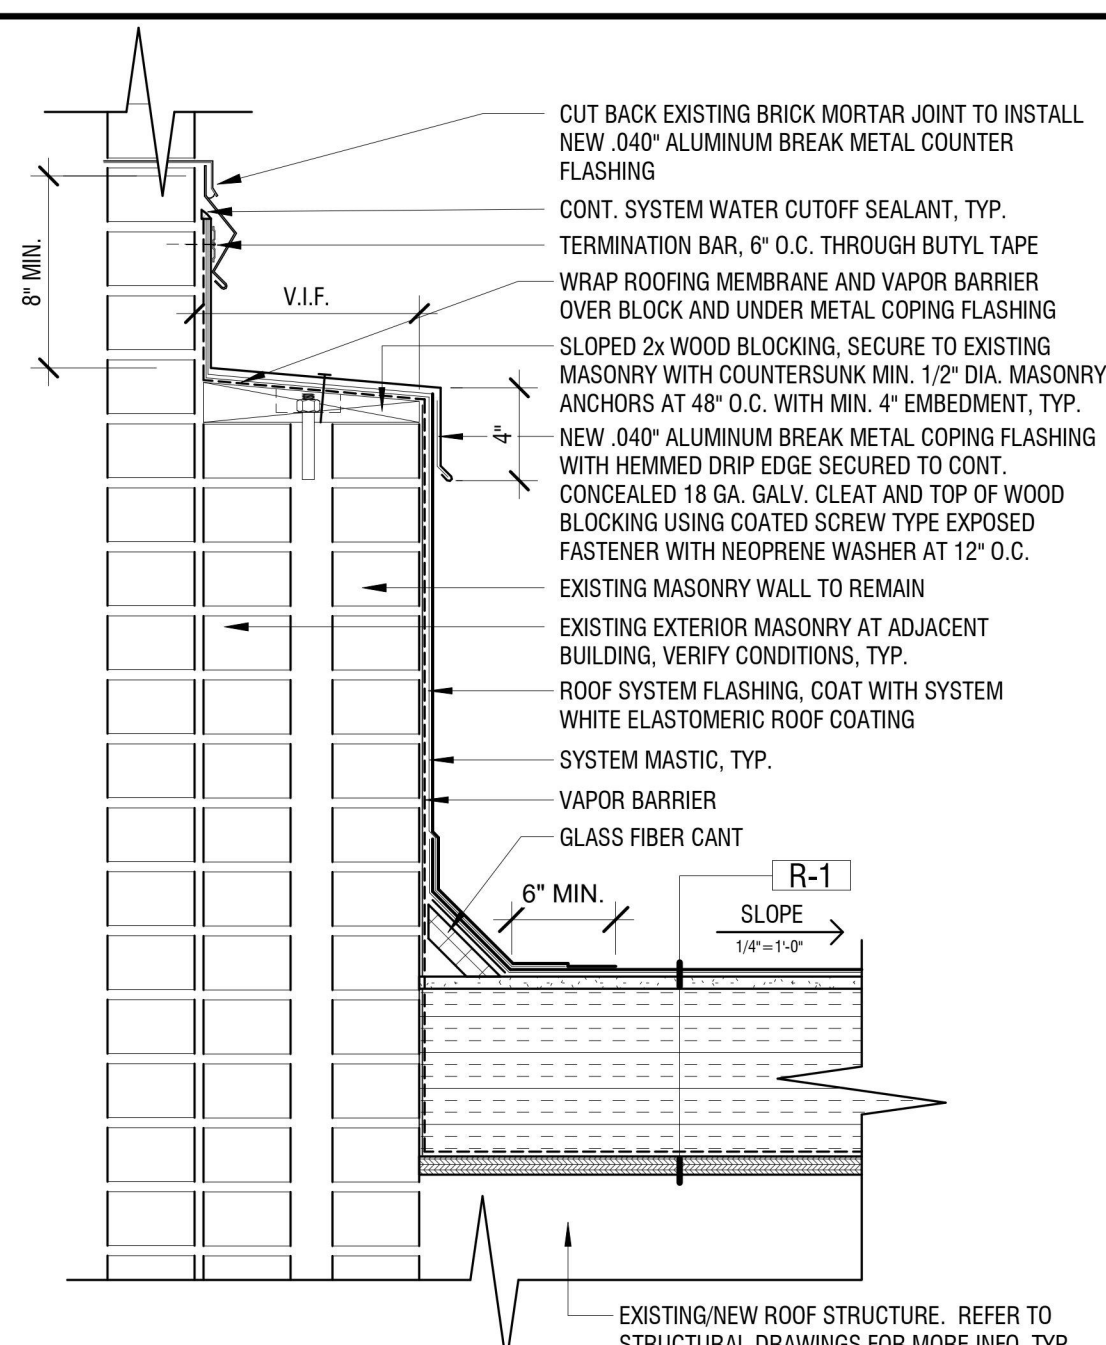 CUT BACK EXISTING BRICK MORTAR JOINT TO INSTALL
NEW .040" ALUMINUM BREAK METAL COUNTER
FLASHING
CONT. SYSTEM WATER CUTOFF SEALANT, TYP.
TERMINATION BAR, 6" O.C. THROUGH BUTYL TAPE
WRAP ROOFING MEMBRANE AND VAPOR BARRIER
OVER BLOCK AND UNDER METAL COPING FLASHING
SLOPED 2x WOOD BLOCKING, SECURE TO EXISTING
MASONRY WITH COUNTERSUNK MIN. 1/2" DIA. MASONRY
ANCHORS AT 48" O.C. WITH MIN. 4" EMBEDMENT, TYP.
NEW .040" ALUMINUM BREAK METAL COPING FLASHING
WITH HEMMED DRIP EDGE SECURED TO CONT.
CONCEALED 18 GA. GALV. CLEAT AND TOP OF WOOD
BLOCKING USING COATED SCREW TYPE EXPOSED
FASTENER WITH NEOPRENE WASHER AT 12" O.C.
EXISTING MASONRY WALL TO REMAIN
EXISTING EXTERIOR MASONRY AT ADJACENT
BUILDING, VERIFY CONDITIONS, TYP.
ROOF SYSTEM FLASHING, COAT WITH SYSTEM
WHITE ELASTOMERIC ROOF COATING
SYSTEM MASTIC, TYP.
VAPOR BARRIER
GLASS FIBER CANT
8" MIN.
V.I.F.
4"
6" MIN.
R-1
SLOPE
1/4"=1'-0"
EXISTING/NEW ROOF STRUCTURE. REFER TO
STRUCTURAL DRAWINGS FOR MORE INFO, TYP.